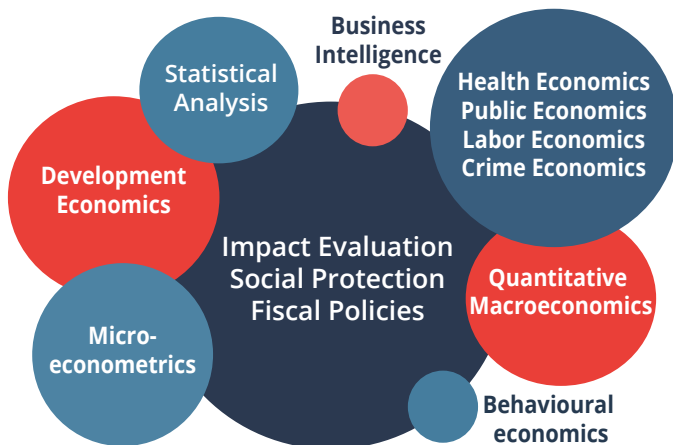 Business
Intelligence
Statistical
Analysis
Health Economics
Public Economics
Labor Economics
Crime Economics
Development
Economics
Impact Evaluation
Social Protection
Fiscal Policies
Quantitative
Macroeconomics
Micro-
econometrics
Behavioural
economics